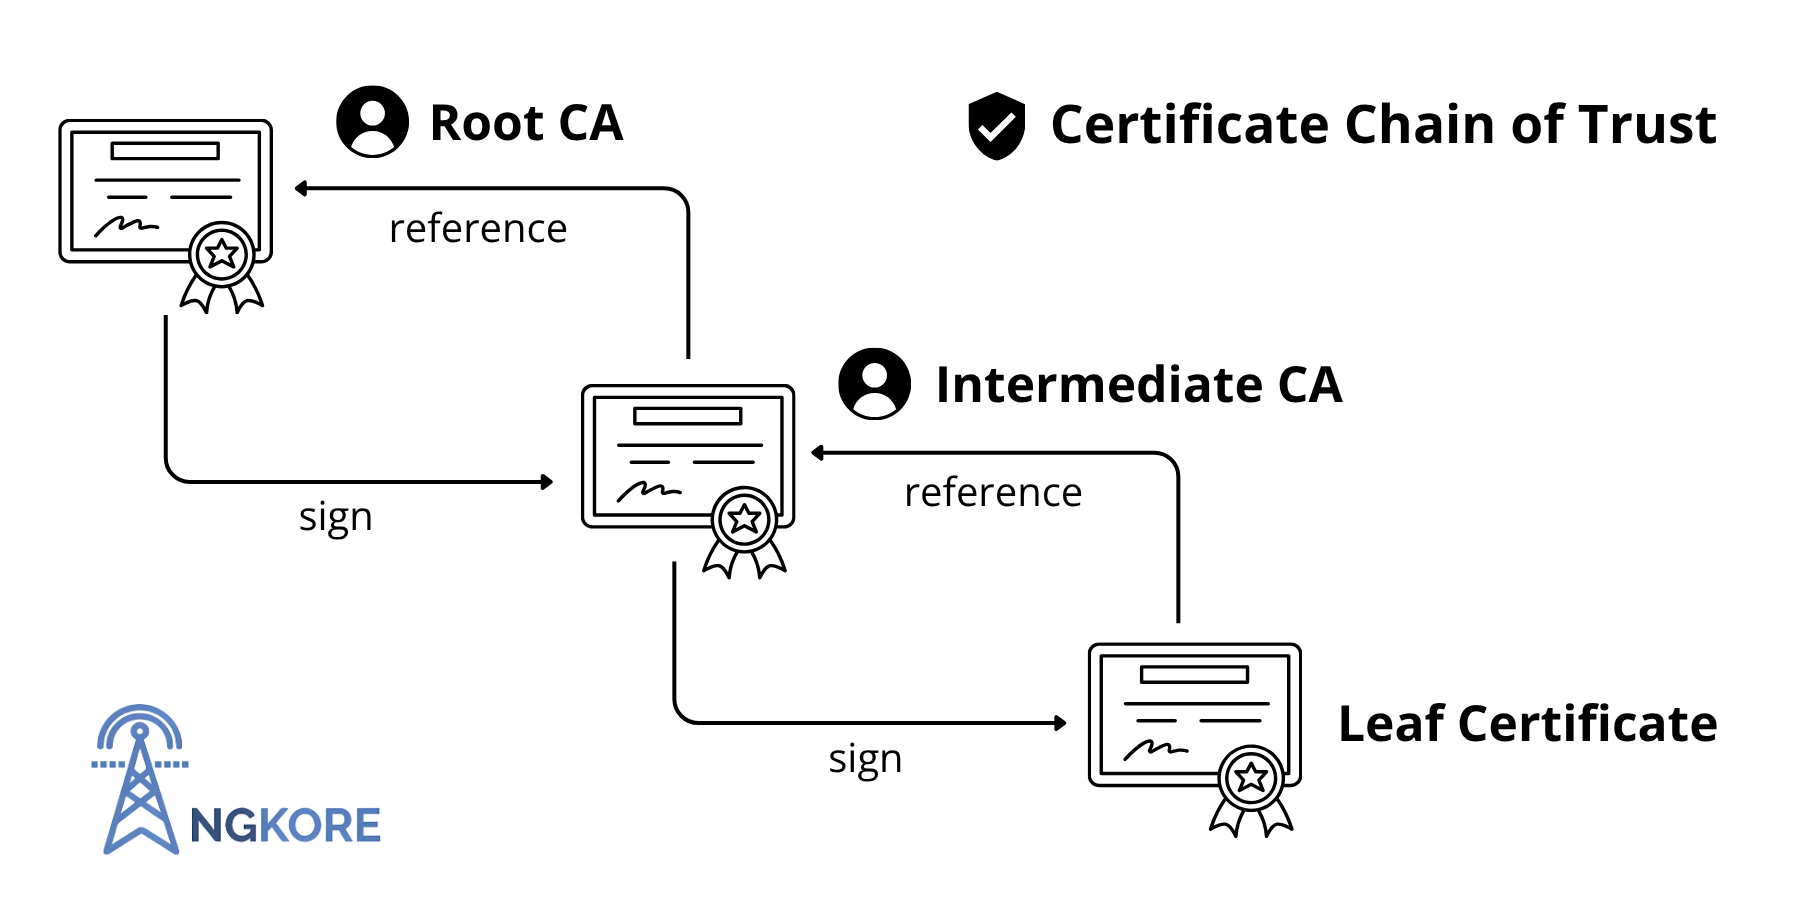 Root CA
Certificate Chain of Trust
reference
Intermediate CA
reference
sign
Leaf Certificate
sign
NGKORE